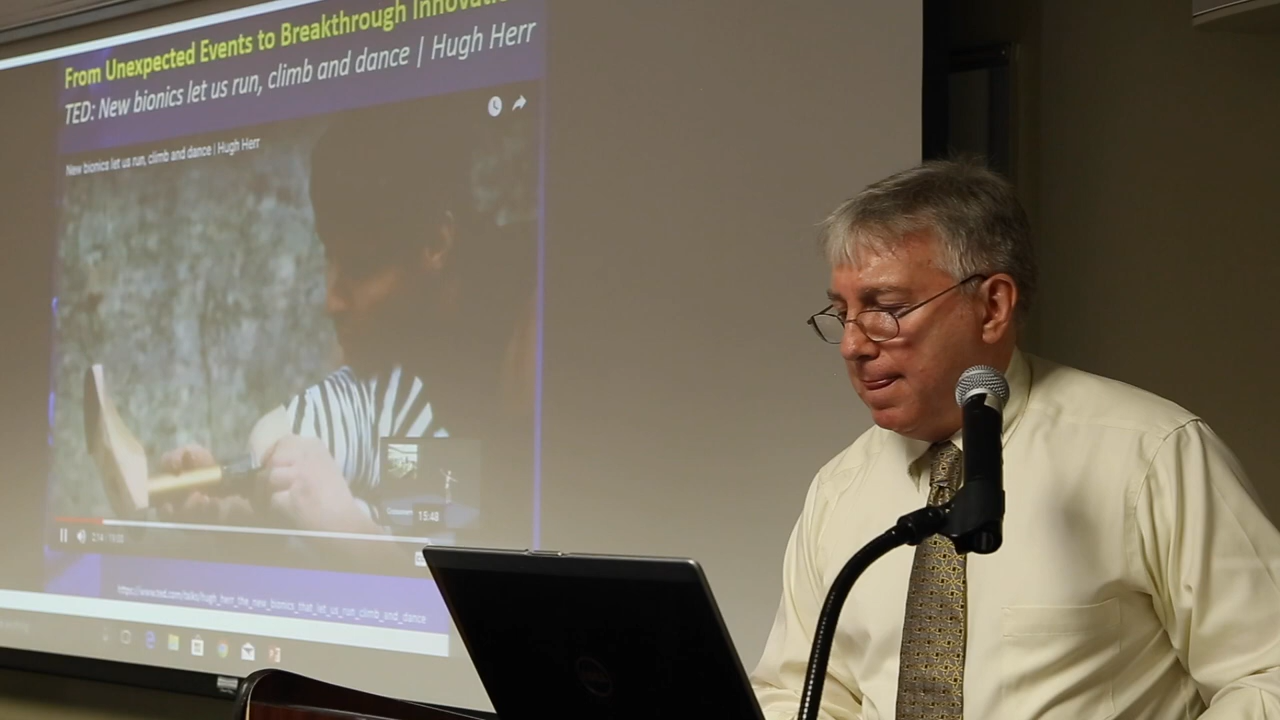 From Unexpected Events to Breakthrough Innovati
TED: New bionics let us run, climb and dance | Hugh Herr
New bionics let us run, climb and dance | Hugh Herr
15:48
https://www.ted.com/talks/hugh_herr_the_new_bionics_that_let_us_run_climb_and_dance